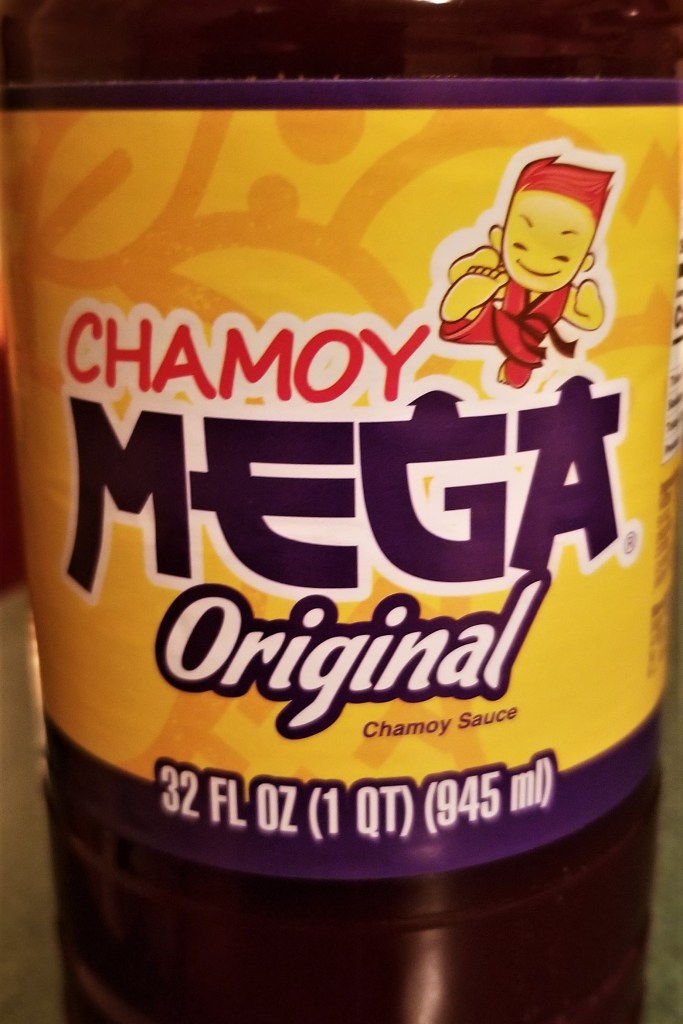 CHAMOY
MEGA®
Original
Chamoy Sauce
32 FL OZ (1 QT) (945 ml)